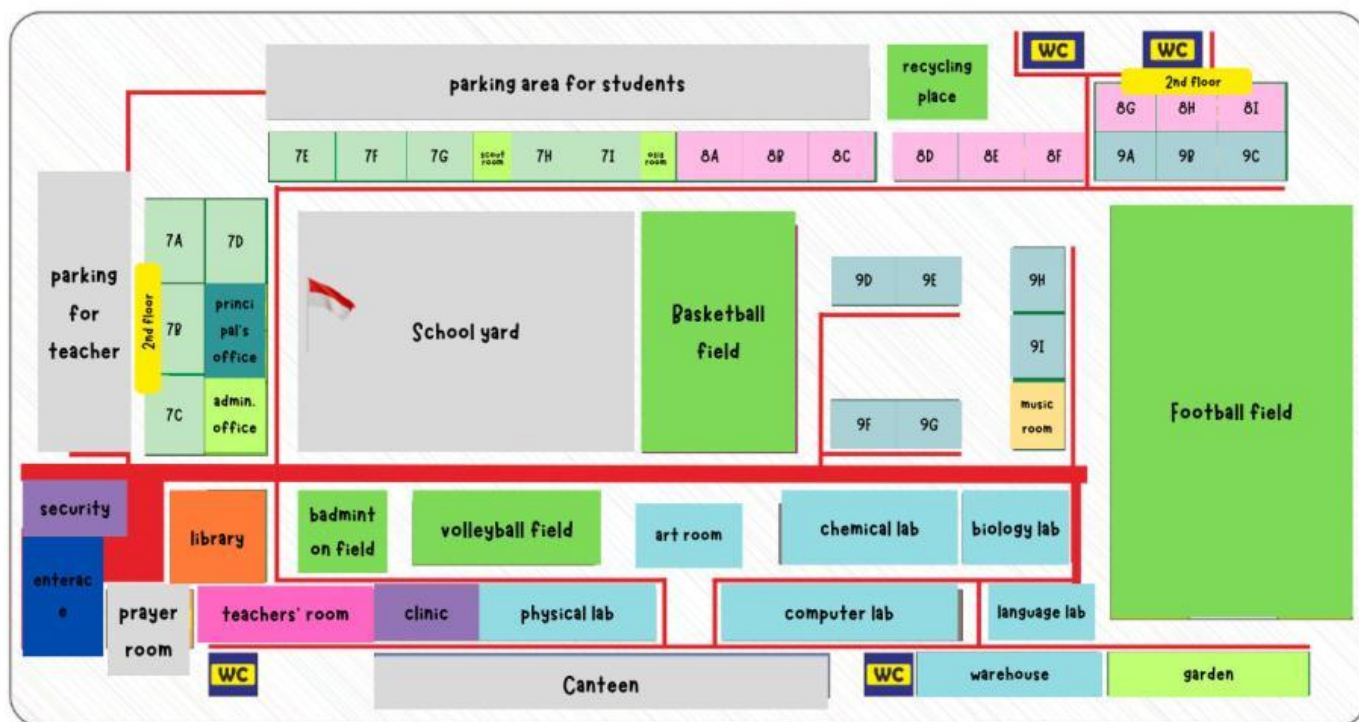 WC
WC
parking area for students
recycling
place
2nd floor
8G 8H 8I
7E 7F 7G scout room 7H 7I osis room 8A 8B 8C 8D 8E 8F 9A 9B 9C
7A 7D
parking
for
teacher
2nd floor
7B princi
pal's
office
7C admin.
office
School yard
Basketball
field
9D 9E
9H
9I
9F 9G
music
room
Football field
security
enterac
e
library
badmint
on field
volleyball field
art room
chemical lab
biology lab
prayer
room
teachers' room
clinic
physical lab
computer lab
language lab
WC
Canteen
WC
warehouse
garden